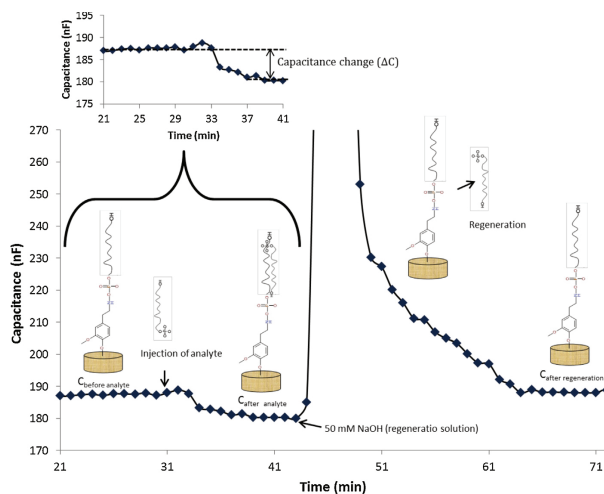 Capacitance (nF)
195
190
185
180
175
21
25
29
33
37
41
Time (min)
Capacitance change (ΔC)
Capacitance (nF)
270
260
250
240
230
220
210
200
190
180
170
Regeneration
Injection of analyte
C before analyte
C after analyte
C after regeneration
50 mM NaOH (regeneratio solution)
21
31
41
51
61
71
Time (min)